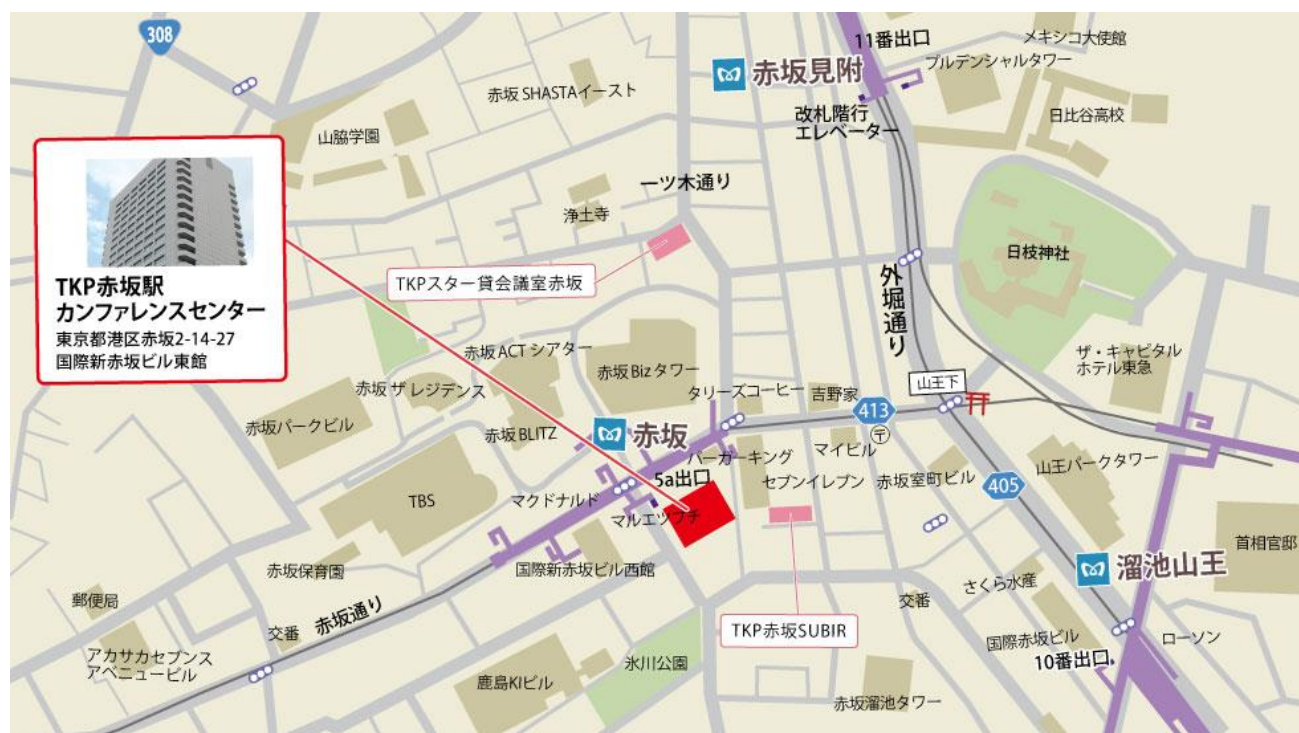 308
11番出口
メキシコ大使館
プルデンシャルタワー
赤坂見附
赤坂 SHASTAイースト
改札階行
エレベーター
日比谷高校
山脇学園
一ツ木通り
浄土寺
日枝神社
TKPスター貸会議室赤坂
外堀通り
TKP赤坂駅
カンファレンスセンター
東京都港区赤坂2-14-27
国際新赤坂ビル東館
赤坂 ACT シアター
赤坂 Biz タワー
ザ・キャピタル
ホテル東急
赤坂 ザ レジデンス
タリーズコーヒー
吉野家
山王下
413
赤坂パークビル
赤坂 BLITZ
赤坂
〒
バーガーキング
マイビル
5a出口
セブンイレブン
赤坂室町ビル
山王パークタワー
405
TBS
マクドナルド
マルエツプチ
首相官邸
赤坂保育園
国際新赤坂ビル西館
溜池山王
さくら水産
郵便局
赤坂通り
交番
交番
TKP赤坂SUBIR
国際赤坂ビル
ローソン
アカサカセブンス
アベニュービル
氷川公園
10番出口
鹿島KIビル
赤坂溜池タワー